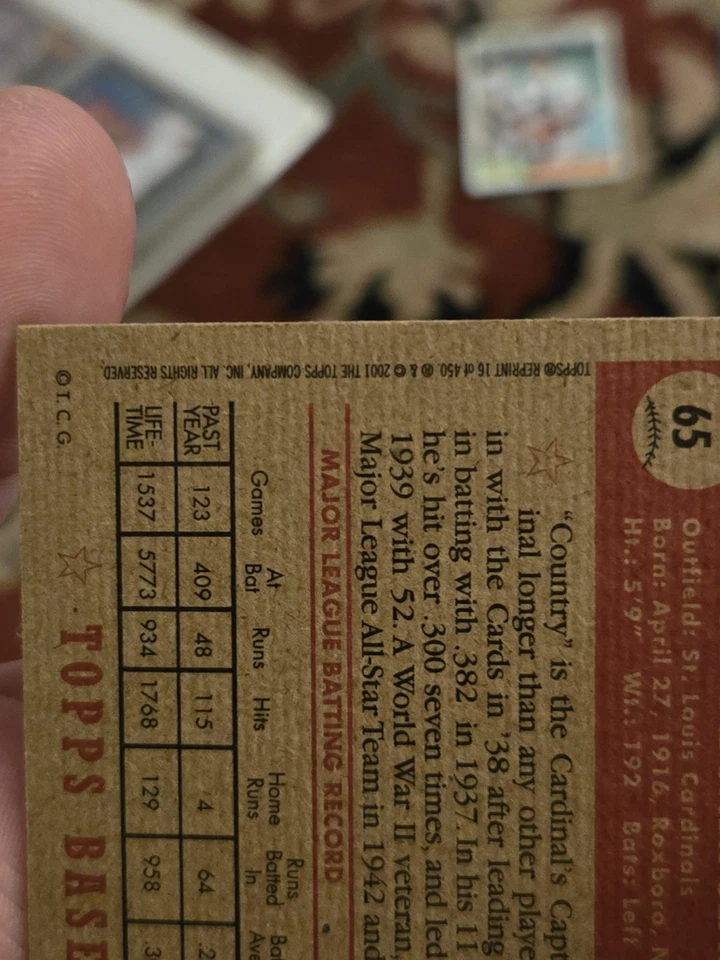 65
Outfield: St. Louis Cardinals
Born: April 27, 1916, Roxboro, N
Ht.: 5'9" Wt.: 192 Bats: Left
"Country" is the Cardinal's Capt
inal longer than any other playe
in with the Cards in '38 after leading
in batting with .382 in 1937. In his 11
he's hit over .300 seven times, and led
1939 with 52. A World War II veteran,
Major League All-Star Team in 1942 and
MAJOR LEAGUE BATTING RECORD
Games At Bat Runs Hits Home Runs Runs Batted In Ba Ave
PAST YEAR 123 409 48 115 4 64 .2
LIFE-TIME 1537 5773 934 1768 129 958 .3
TOPPS BASE
© T.C.G.
TOPPS® REPRINT 16 of 450. ® & © 2001 THE TOPPS COMPANY, INC. ALL RIGHTS RESERVED.